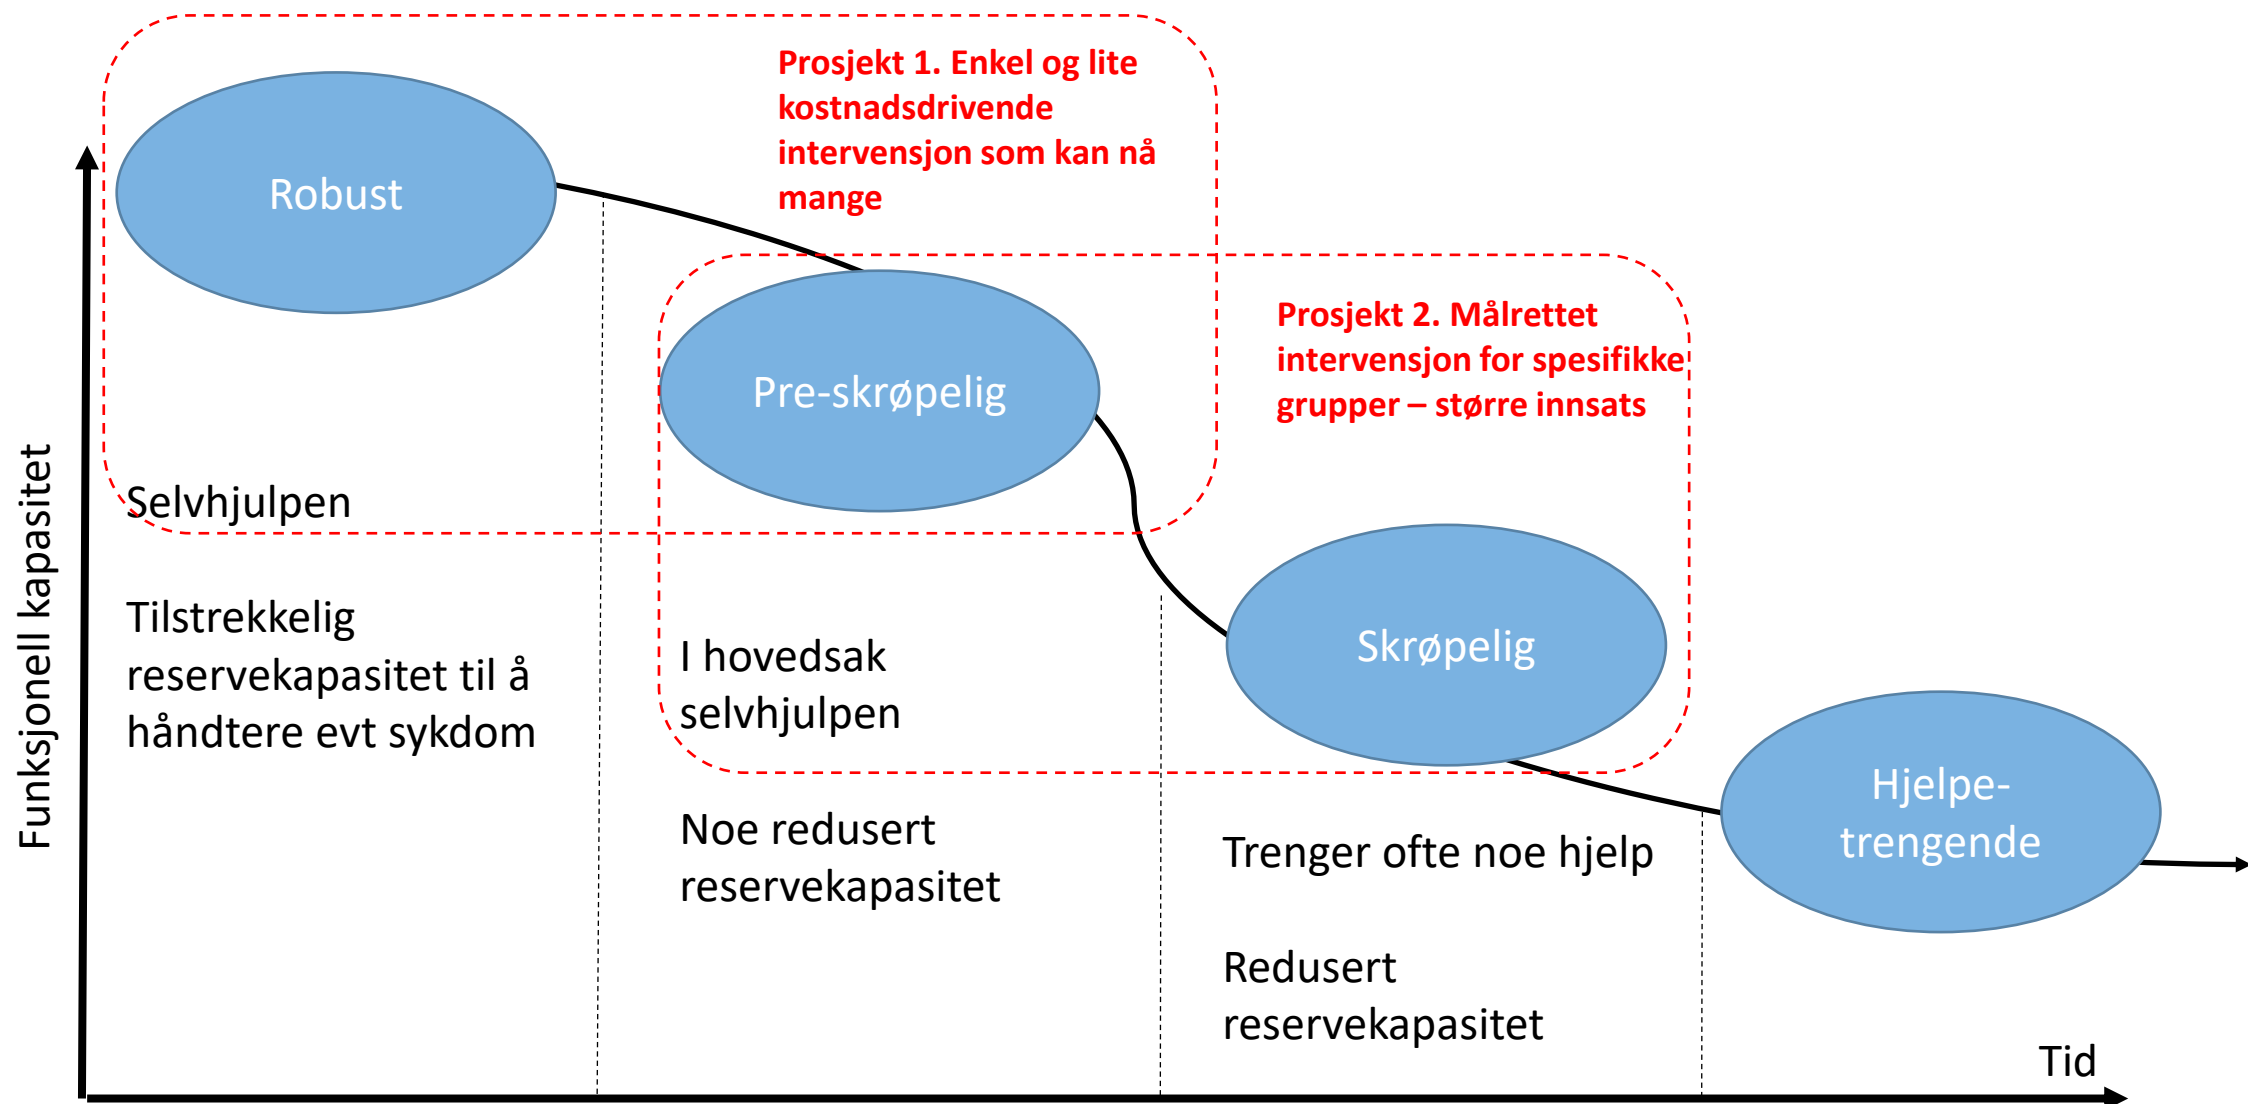 Prosjekt 1. Enkel og lite
kostnadsdrivende
intervensjon som kan nå
mange
Robust
Prosjekt 2. Målrettet
intervensjon for spesifikke
grupper – større innsats
Pre-skrøpelig
Funksjonell kapasitet
Selvhjulpen
Tilstrekkelig
reservekapasitet til å
håndtere evt sykdom
I hovedsak
selvhjulpen
Skrøpelig
Noe redusert
reservekapasitet
Hjelpe-
trengende
Trenger ofte noe hjelp
Redusert
reservekapasitet
Tid